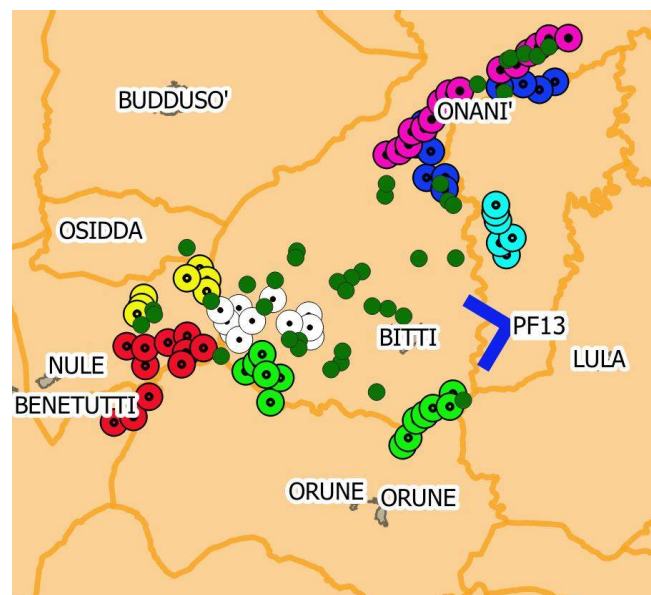 BUDDUSO'
ONANI'
OSIDDA
PF13
BITTI
NULE
LULA
BENETUTTI
ORUNE ORUNE